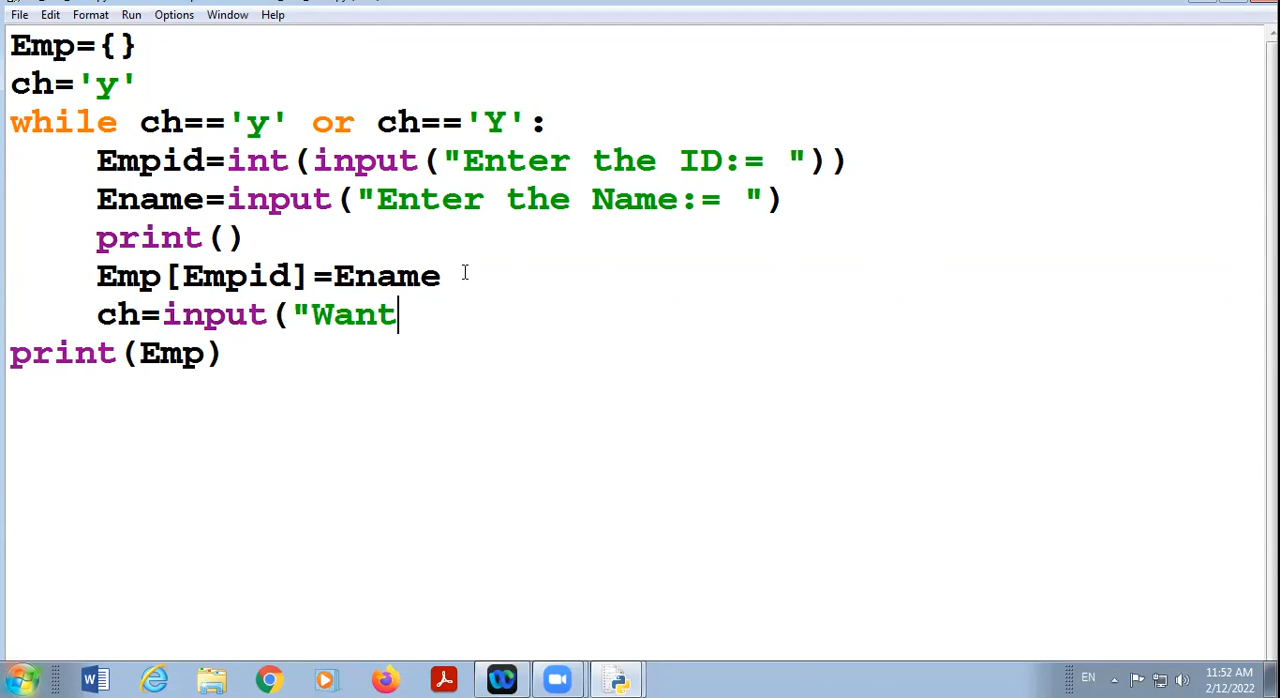 File Edit Format Run Options Window Help
Emp={}
ch='y'
while ch=='y' or ch=='Y':
     Empid=int(input("Enter the ID:= "))
     Ename=input("Enter the Name:= ")
     print()
     Emp[Empid]=Ename
     ch=input("Want
print(Emp)
EN
11:52 AM
2/12/2022